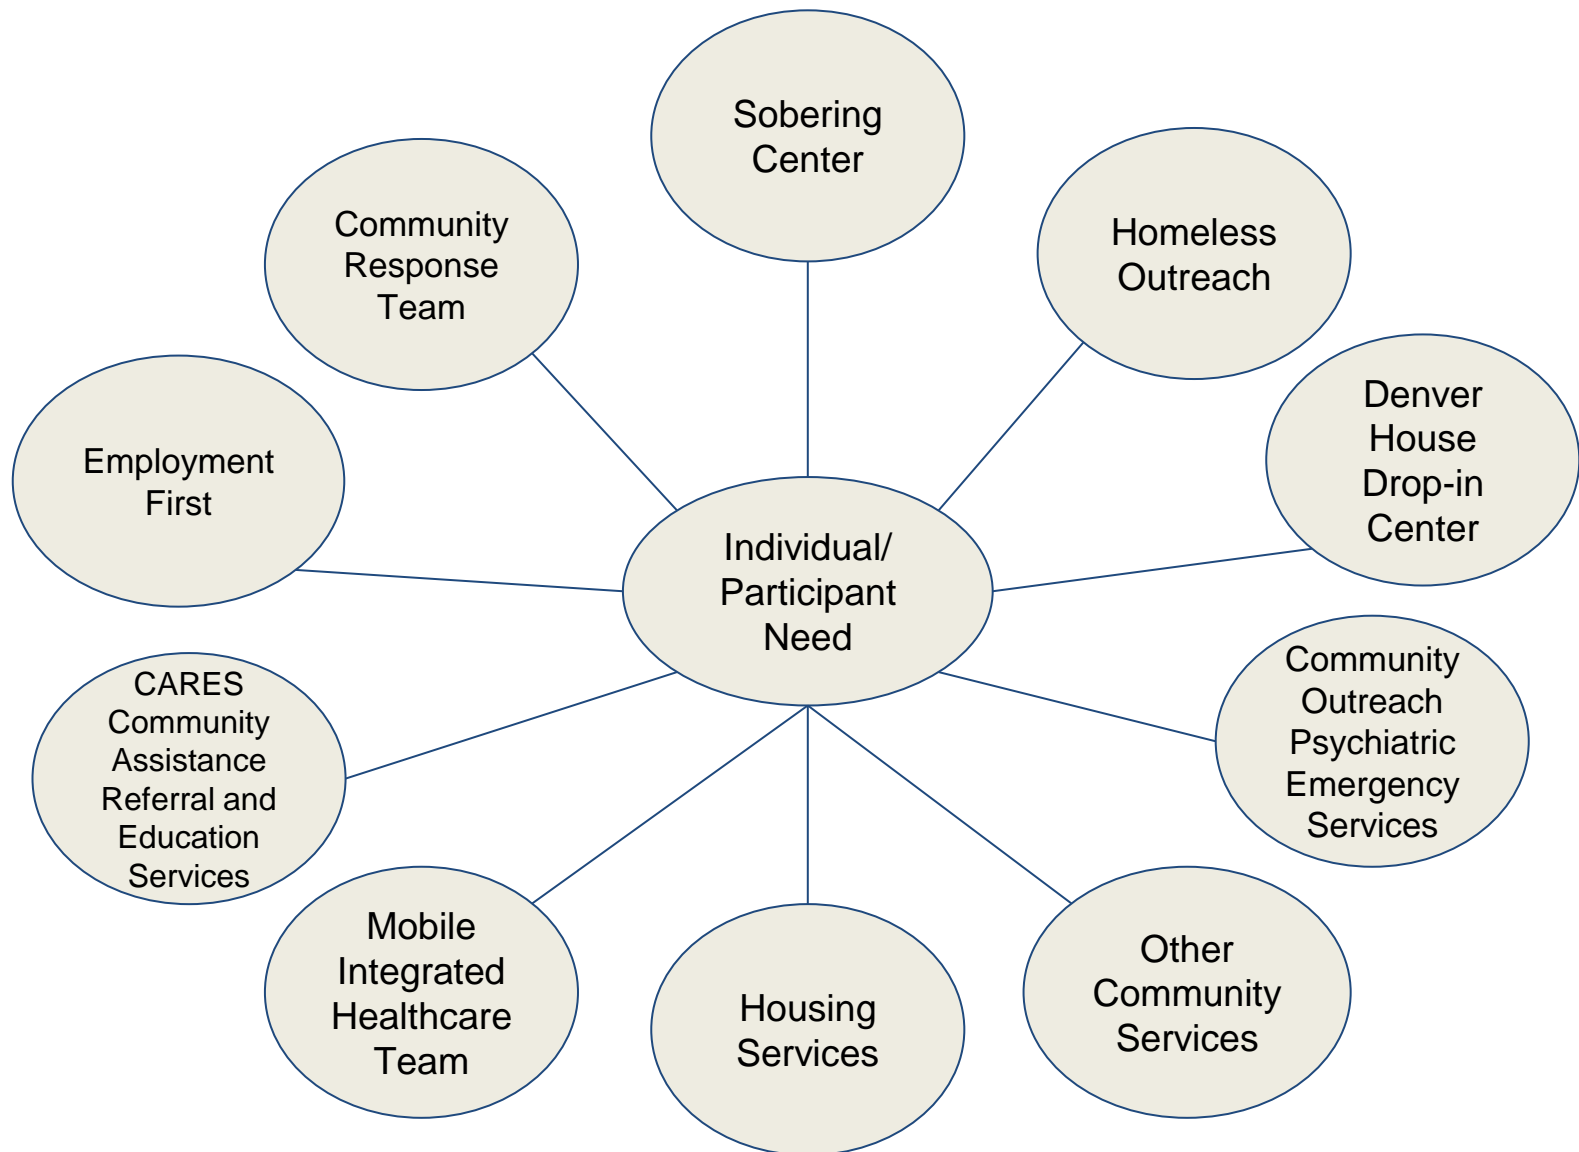 Sobering
Center
Community
Response
Team
Homeless
Outreach
Employment
First
Denver
House
Drop-in
Center
Individual/
Participant
Need
CARES
Community
Assistance
Referral and
Education
Services
Community
Outreach
Psychiatric
Emergency
Services
Mobile
Integrated
Healthcare
Team
Housing
Services
Other
Community
Services